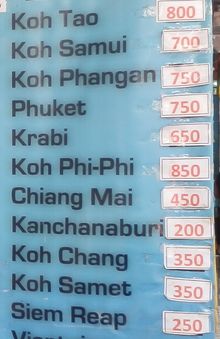 Koh Tao 800
Koh Samui 700
Koh Phangan 750
Phuket 750
Krabi 650
Koh Phi-Phi 850
Chiang Mai 450
Kanchanaburi 200
Koh Chang 350
Koh Samet 350
Siem Reap 250